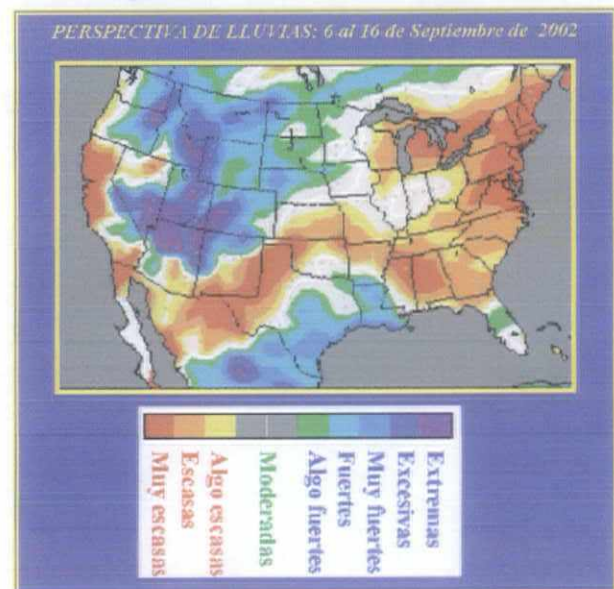 PERSPECTIVA DE LLUVIAS: 6 al 16 de Septiembre de 2002
Muy escasas
Escasas
Algo escasas
Moderadas
Algo fuertes
Fuertes
Muy fuertes
Excesivas
Extremas